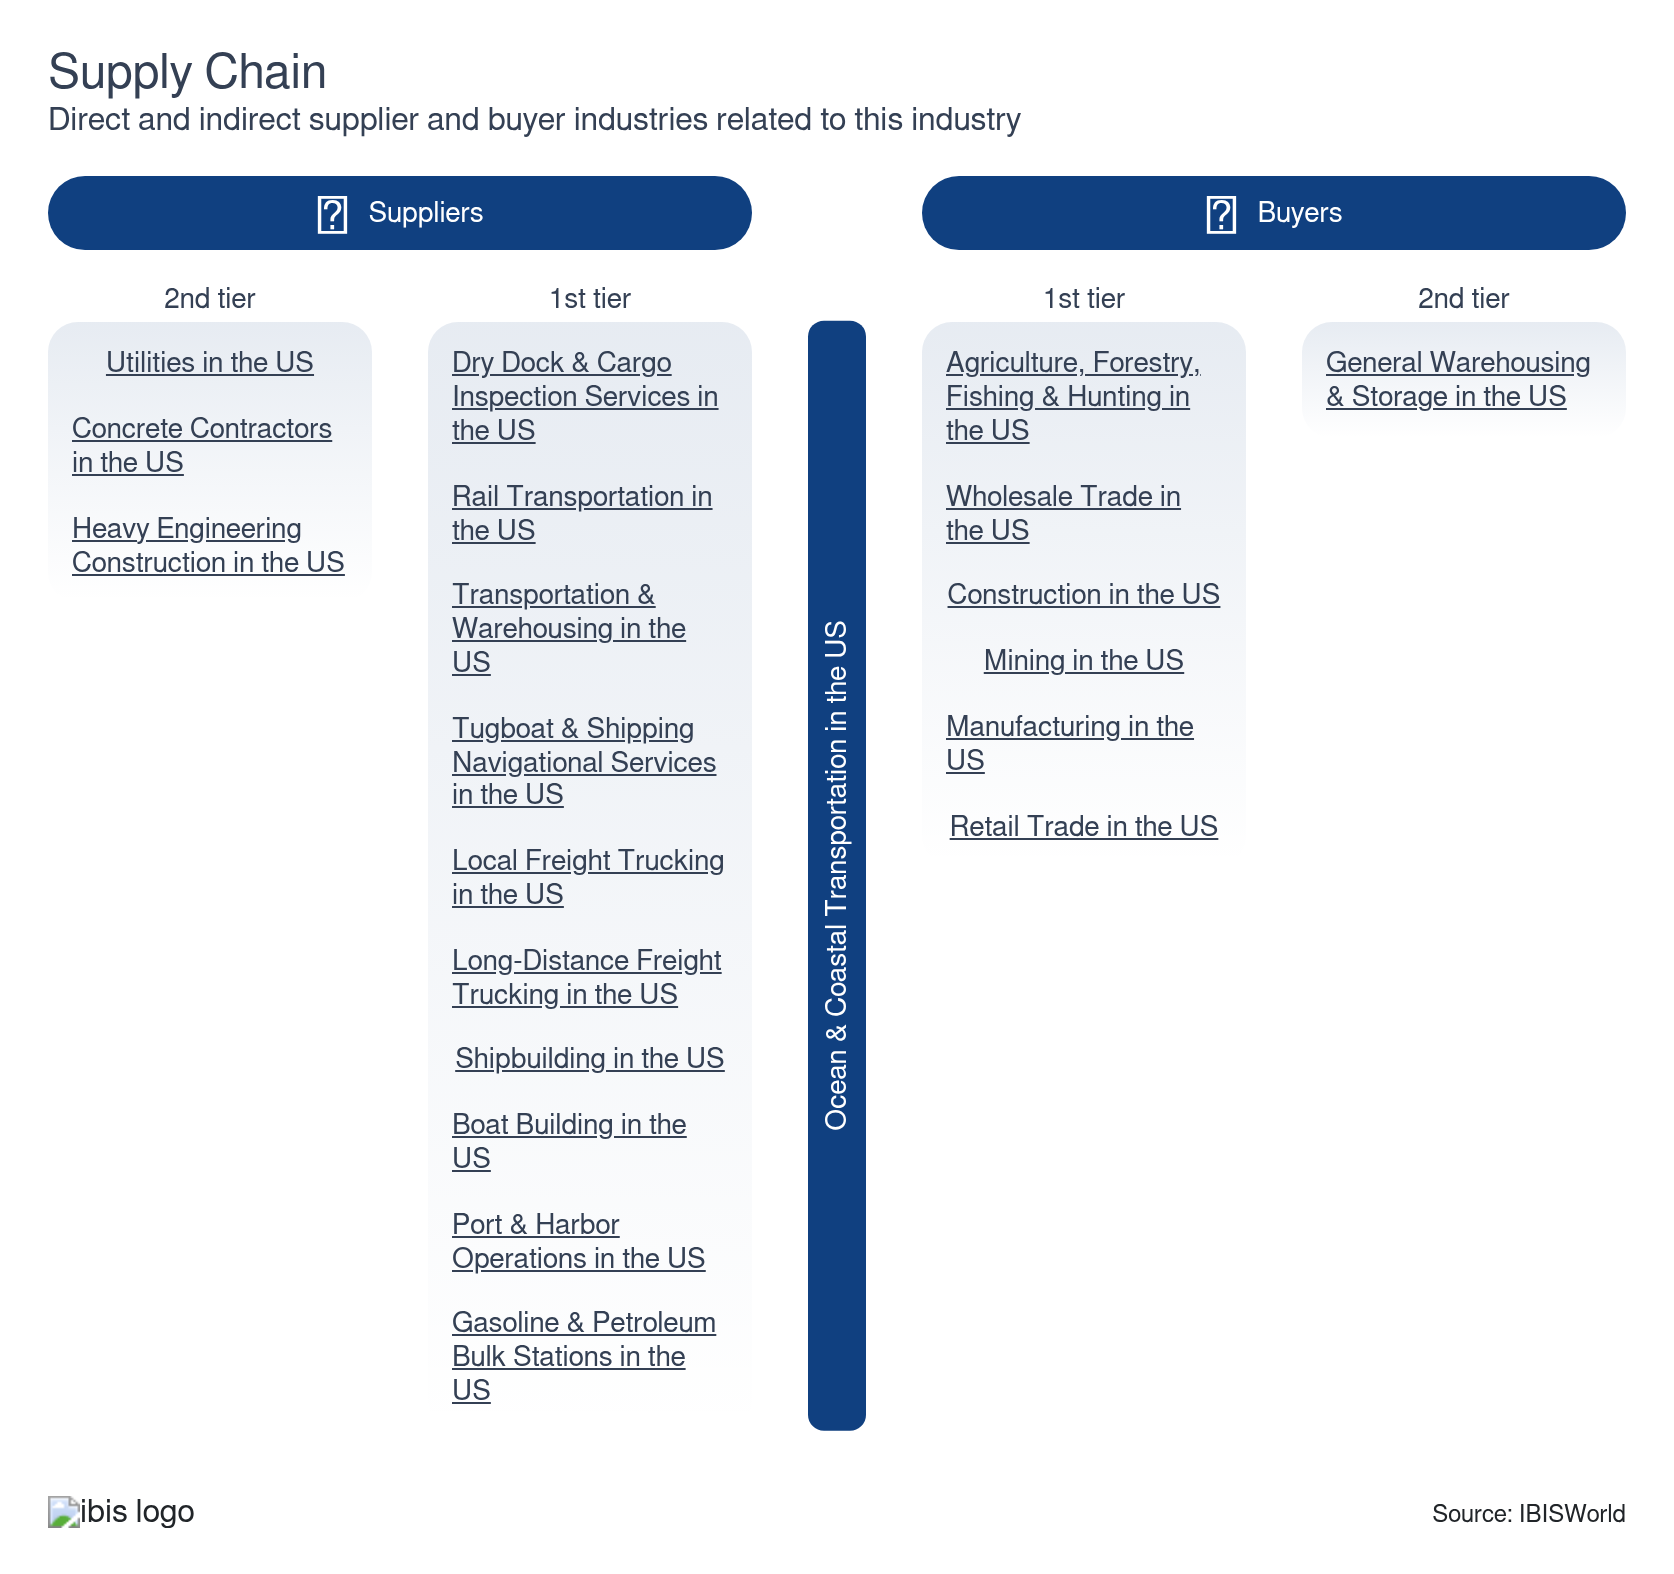 Supply Chain
Direct and indirect supplier and buyer industries related to this industry
Suppliers
Buyers
2nd tier
1st tier
1st tier
2nd tier
Utilities in the US
Concrete Contractors
in the US
Heavy Engineering
Construction in the US
Dry Dock & Cargo
Inspection Services in
the US
Rail Transportation in
the US
Transportation &
Warehousing in the
US
Tugboat & Shipping
Navigational Services
in the US
Local Freight Trucking
in the US
Long-Distance Freight
Trucking in the US
Shipbuilding in the US
Boat Building in the
US
Port & Harbor
Operations in the US
Gasoline & Petroleum
Bulk Stations in the
US
Ocean & Coastal Transportation in the US
Agriculture, Forestry,
Fishing & Hunting in
the US
Wholesale Trade in
the US
Construction in the US
Mining in the US
Manufacturing in the
US
Retail Trade in the US
General Warehousing
& Storage in the US
ibis logo
Source: IBISWorld